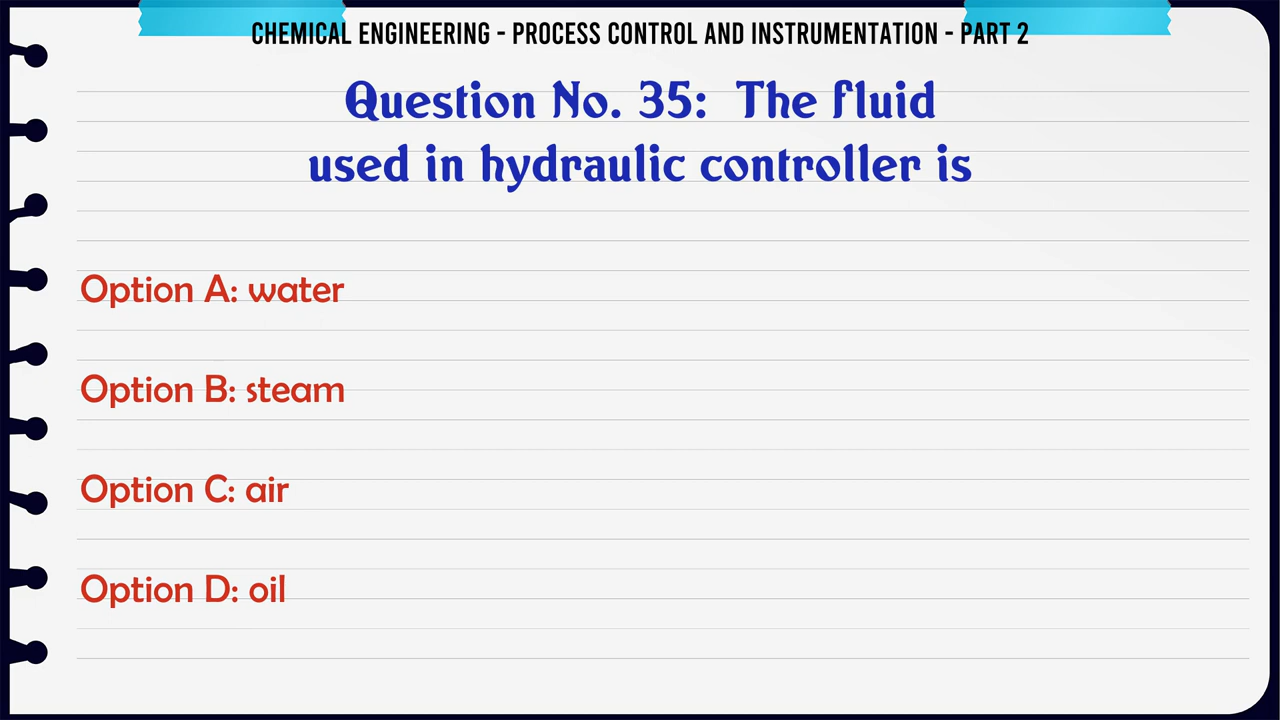 CHEMICAL ENGINEERING - PROCESS CONTROL AND INSTRUMENTATION - PART 2
Question No. 35: The fluid
used in hydraulic controller is
Option A: water
Option B: steam
Option C: air
Option D: oil